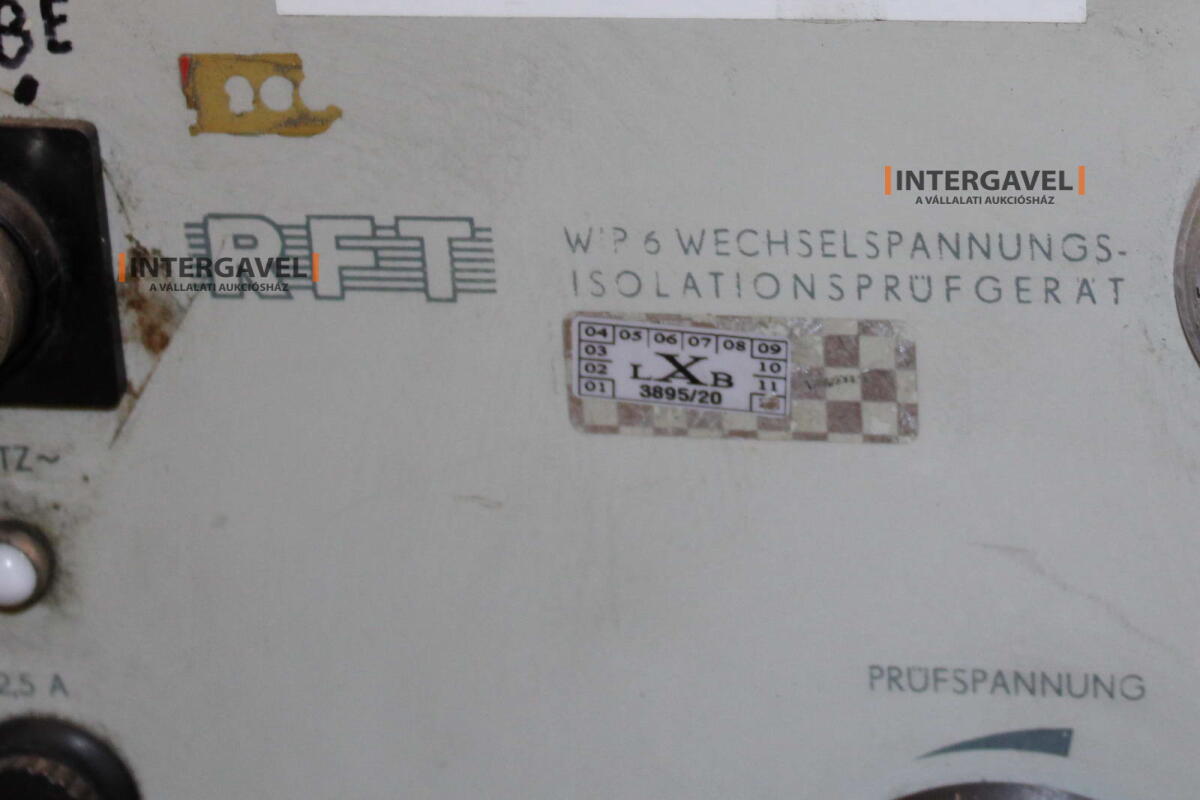 BE
INTERGAVEL
A VÁLLALATI AUKCIÓSHÁZ
RFT
INTERGAVEL
A VÁLLALATI AUKCIÓSHÁZ
6 WECHSELSPANNUNGS-
ISOLATIONSPRÜFGERÄT
04 05 06 07 08 09
03 10
02 LXB 11
01 3895/20
TZ~
2,5 A
PRÜFSPANNUNG